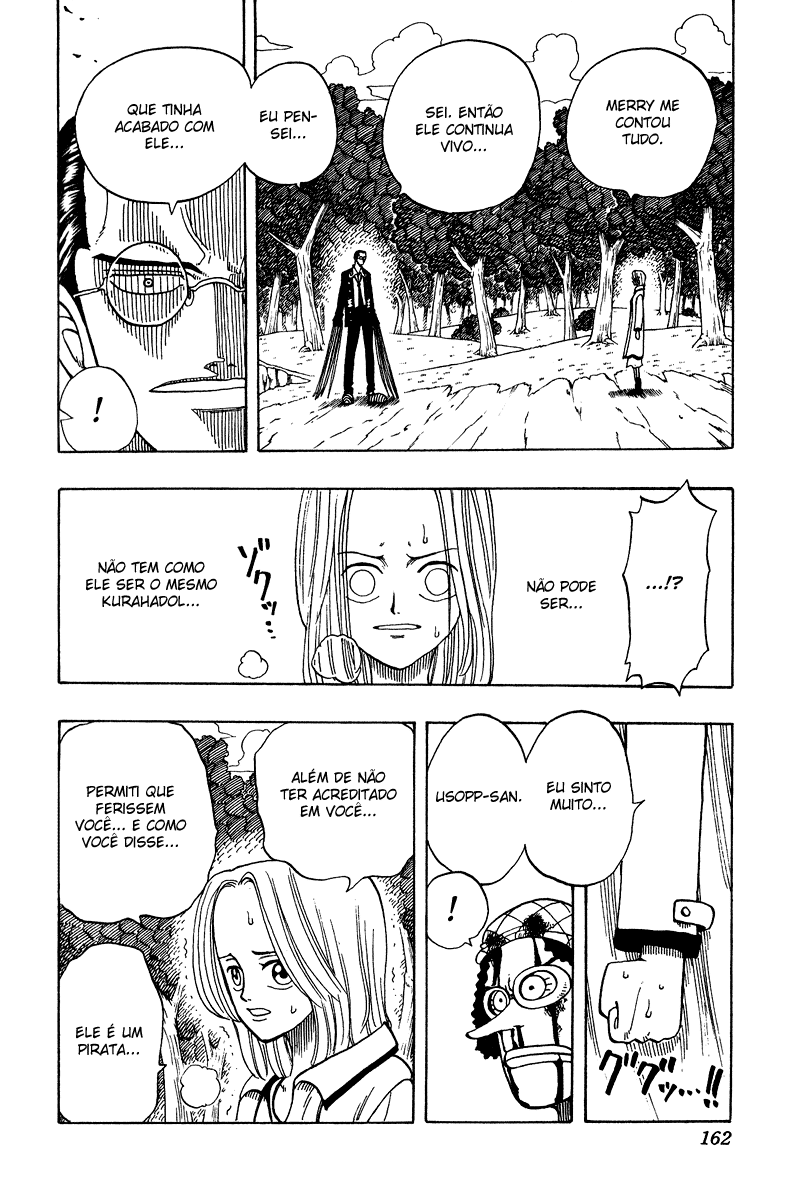 MERRY ME
CONTOU
TUDO.
SEI. ENTÃO
ELE CONTINUA
VIVO...
EU PEN-
SEI...
QUE TINHA
ACABADO COM
ELE...
!
...!?
NÃO PODE
SER...
ゾクッ…
NÃO TEM COMO
ELE SER O MESMO
KURAHADOL...
EU SINTO
MUITO...
USOPP-SAN.
!
ググッ…!!
ALÉM DE NÃO
TER ACREDITADO
EM VOCÊ...
PERMITI QUE
FERISSEM
VOCÊ... E COMO
VOCÊ DISSE...
ELE É UM
PIRATA...
162